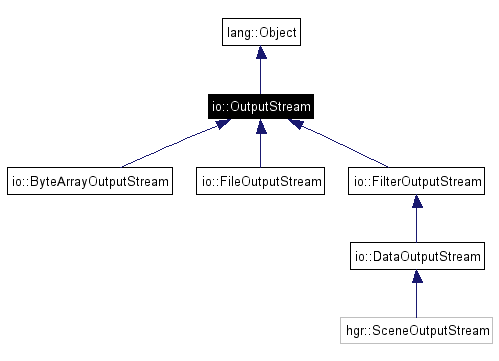 lang::Object
io::OutputStream
io::ByteArrayOutputStream
io::FileOutputStream
io::FilterOutputStream
io::DataOutputStream
hgr::SceneOutputStream